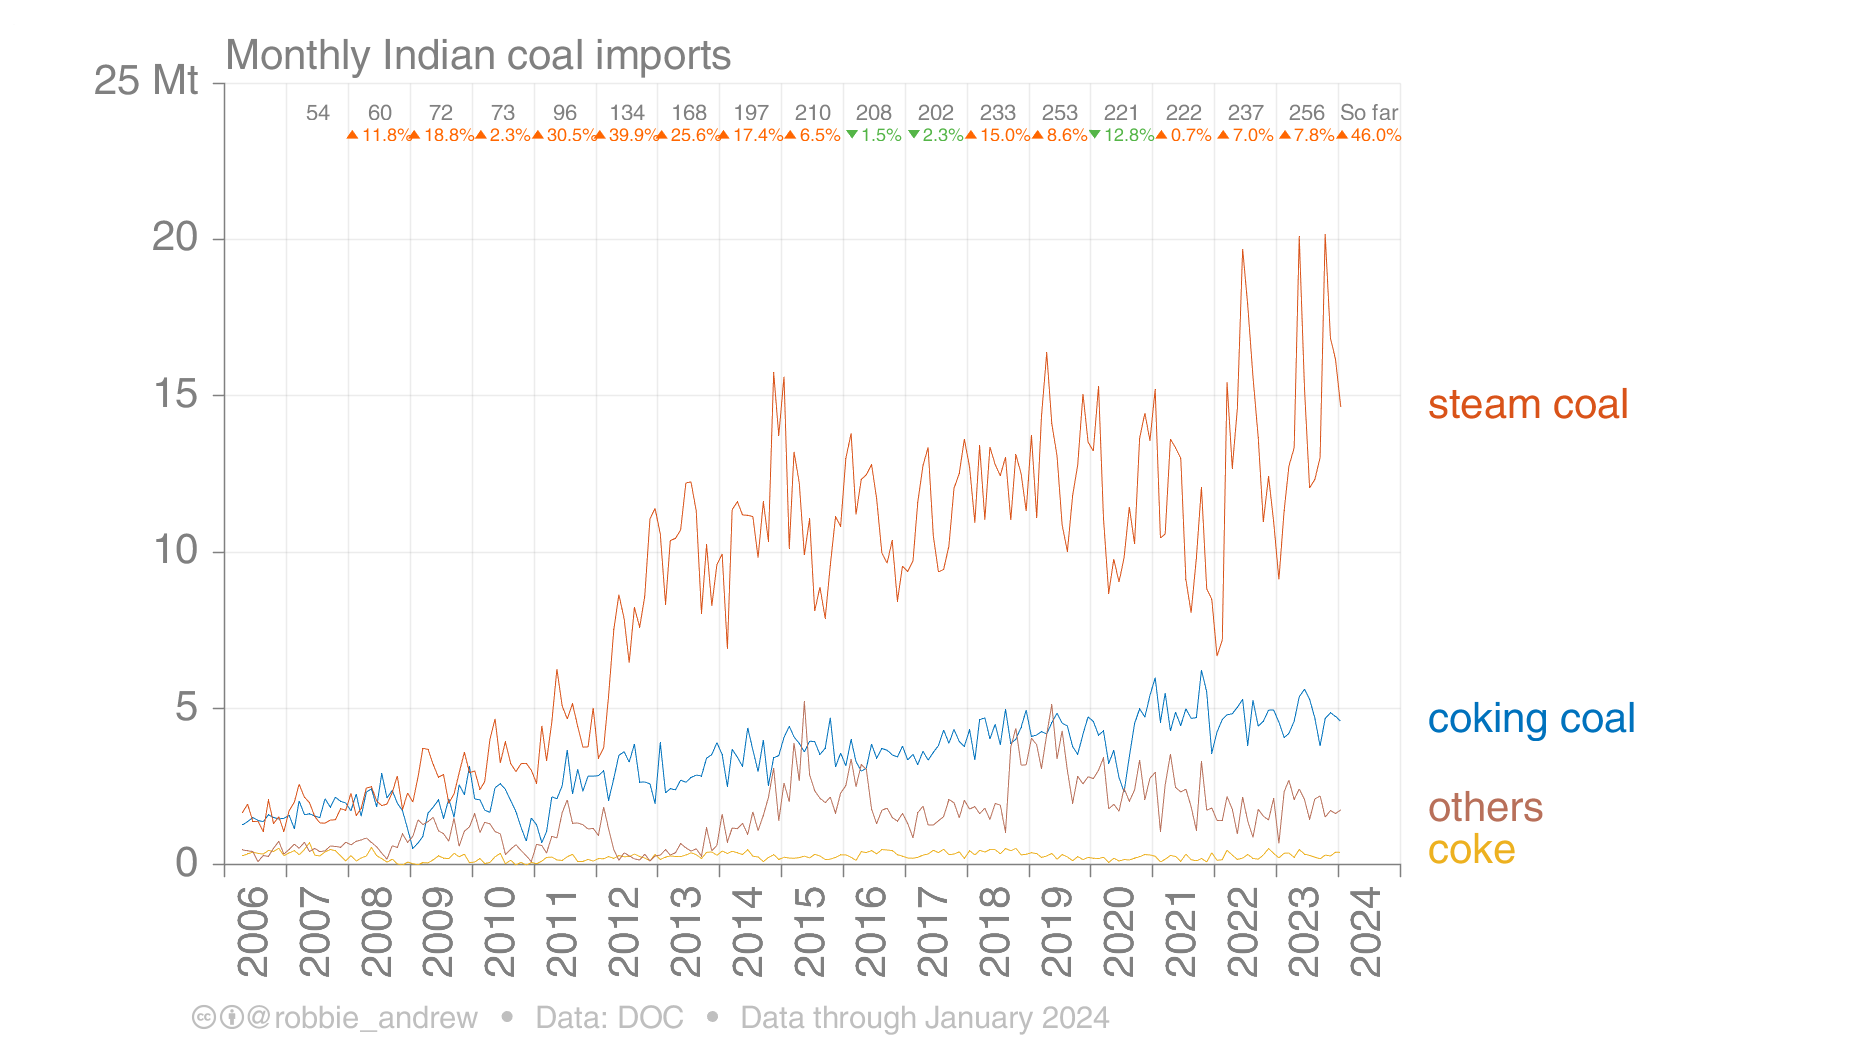 Monthly Indian coal imports
25 Mt
54 60 72 73 96 134 168 197 210 208 202 233 253 221 222 237 256 So far
▲ 11.8% ▲ 18.8% ▲ 2.3% ▲ 30.5% ▲ 39.9% ▲ 25.6% ▲ 17.4% ▲ 6.5% ▼ 1.5% ▼ 2.3% ▲ 15.0% ▲ 8.6% ▼ 12.8% ▲ 0.7% ▲ 7.0% ▲ 7.8% ▲ 46.0%
20
15
steam coal
10
5
coking coal
others
coke
0
2006 2007 2008 2009 2010 2011 2012 2013 2014 2015 2016 2017 2018 2019 2020 2021 2022 2023 2024
cc @robbie_andrew • Data: DOC • Data through January 2024